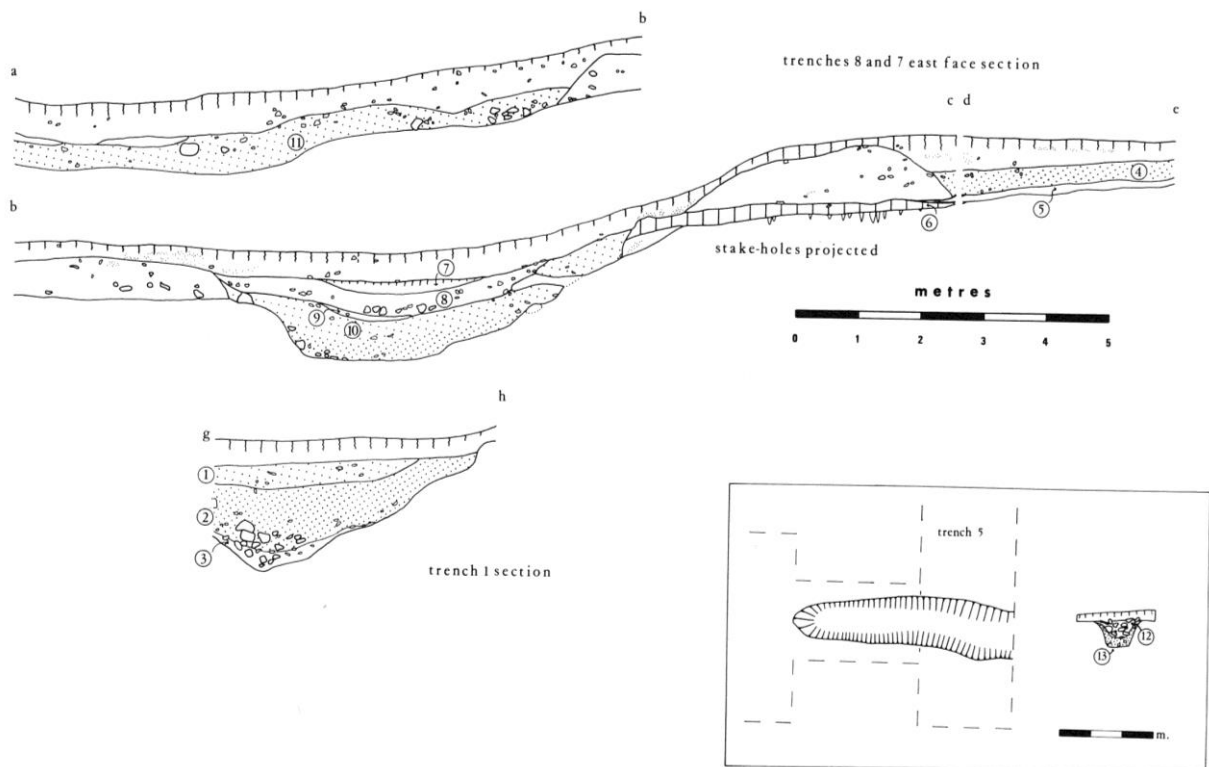 b
trenches 8 and 7 east face section
a
c d
c
⑪
④
b
⑤
⑥
stake-holes projected
⑦
⑧
metres
⑨
⑩
0 1 2 3 4 5
h
g
①
②
③
trench 1 section
trench 5
⑫
⑬
m.